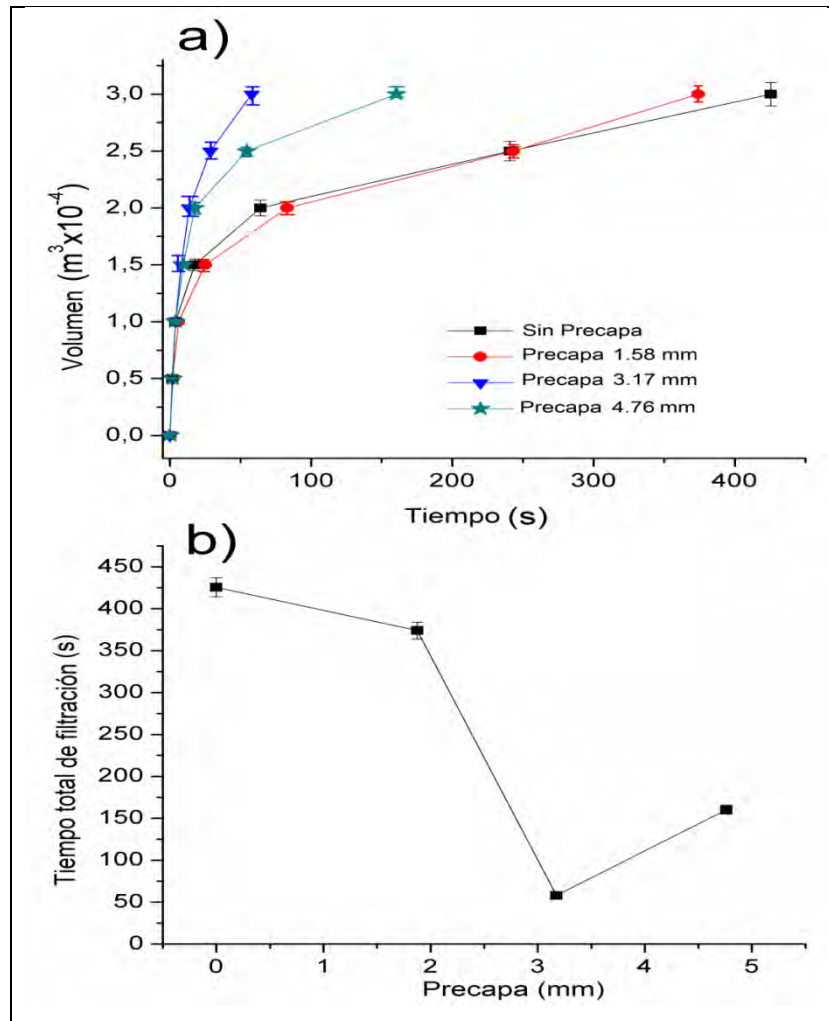 a)
3,0
2,5
2,0
1,5
1,0
0,5
0,0
Volumen (m³x10⁻⁴)
Sin Precapa
Precapa 1.58 mm
Precapa 3.17 mm
Precapa 4.76 mm
0
100
200
300
400
Tiempo (s)
b)
450
400
350
300
250
200
150
100
50
0
Tiempo total de filtración (s)
0
1
2
3
4
5
Precapa (mm)